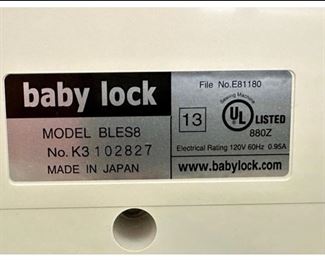 baby lock
MODEL BLES8
No. K3 102827
MADE IN JAPAN
File No.E81180
Sewing Machine
13
UL LISTED
880Z
Electrical Rating 120V 60Hz 0.95A
www.babylock.com